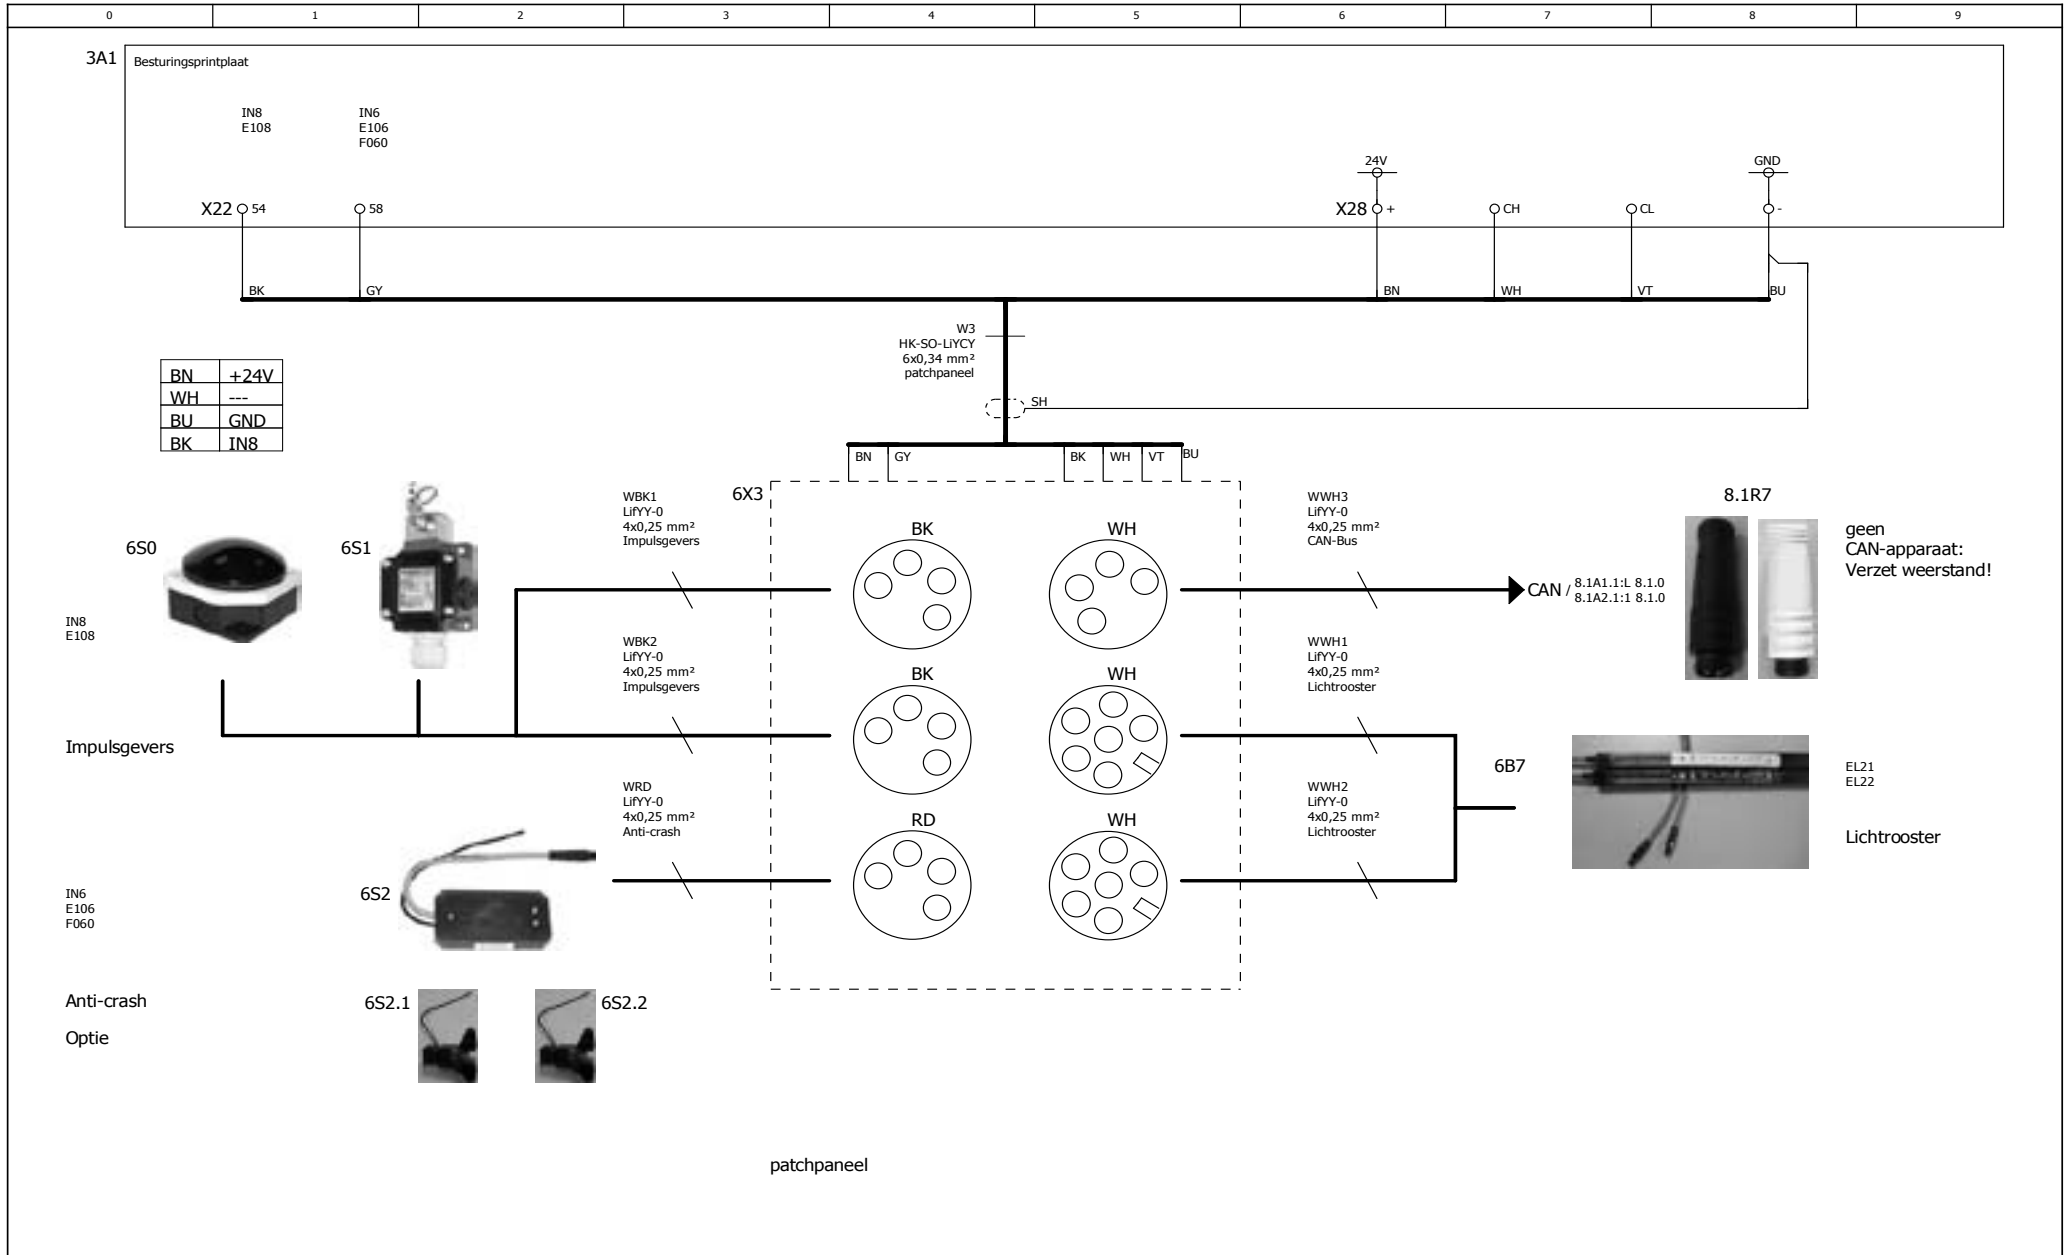 0 1 2 3 4 5 6 7 8 9
3A1
Besturingsprintplaat
IN8
E108
IN6
E106
F060
24V
GND
X22 54
58
X28 +
CH
CL
-
BK
GY
BN
WH
VT
BU
W3
HK-SO-LiYCY
6x0,34 mm²
patchpaneel
SH
BN +24V
WH ---
BU GND
BK IN8
BN
GY
BK
WH
VT
BU
6S0
6S1
IN8
E108
WBK1
LifYY-0
4x0,25 mm²
Impulsgevers
6X3
BK
WH
WWH3
LifYY-0
4x0,25 mm²
CAN-Bus
CAN /
8.1A1.1:L 8.1.0
8.1A2.1:1 8.1.0
8.1R7
geen
CAN-apparaat:
Verzet weerstand!
Impulsgevers
WBK2
LifYY-0
4x0,25 mm²
Impulsgevers
BK
WH
WWH1
LifYY-0
4x0,25 mm²
Lichtrooster
6B7
EL21
EL22
Lichtrooster
IN6
E106
F060
6S2
WRD
LifYY-0
4x0,25 mm²
Anti-crash
RD
WH
WWH2
LifYY-0
4x0,25 mm²
Lichtrooster
Anti-crash
Optie
6S2.1
6S2.2
patchpaneel